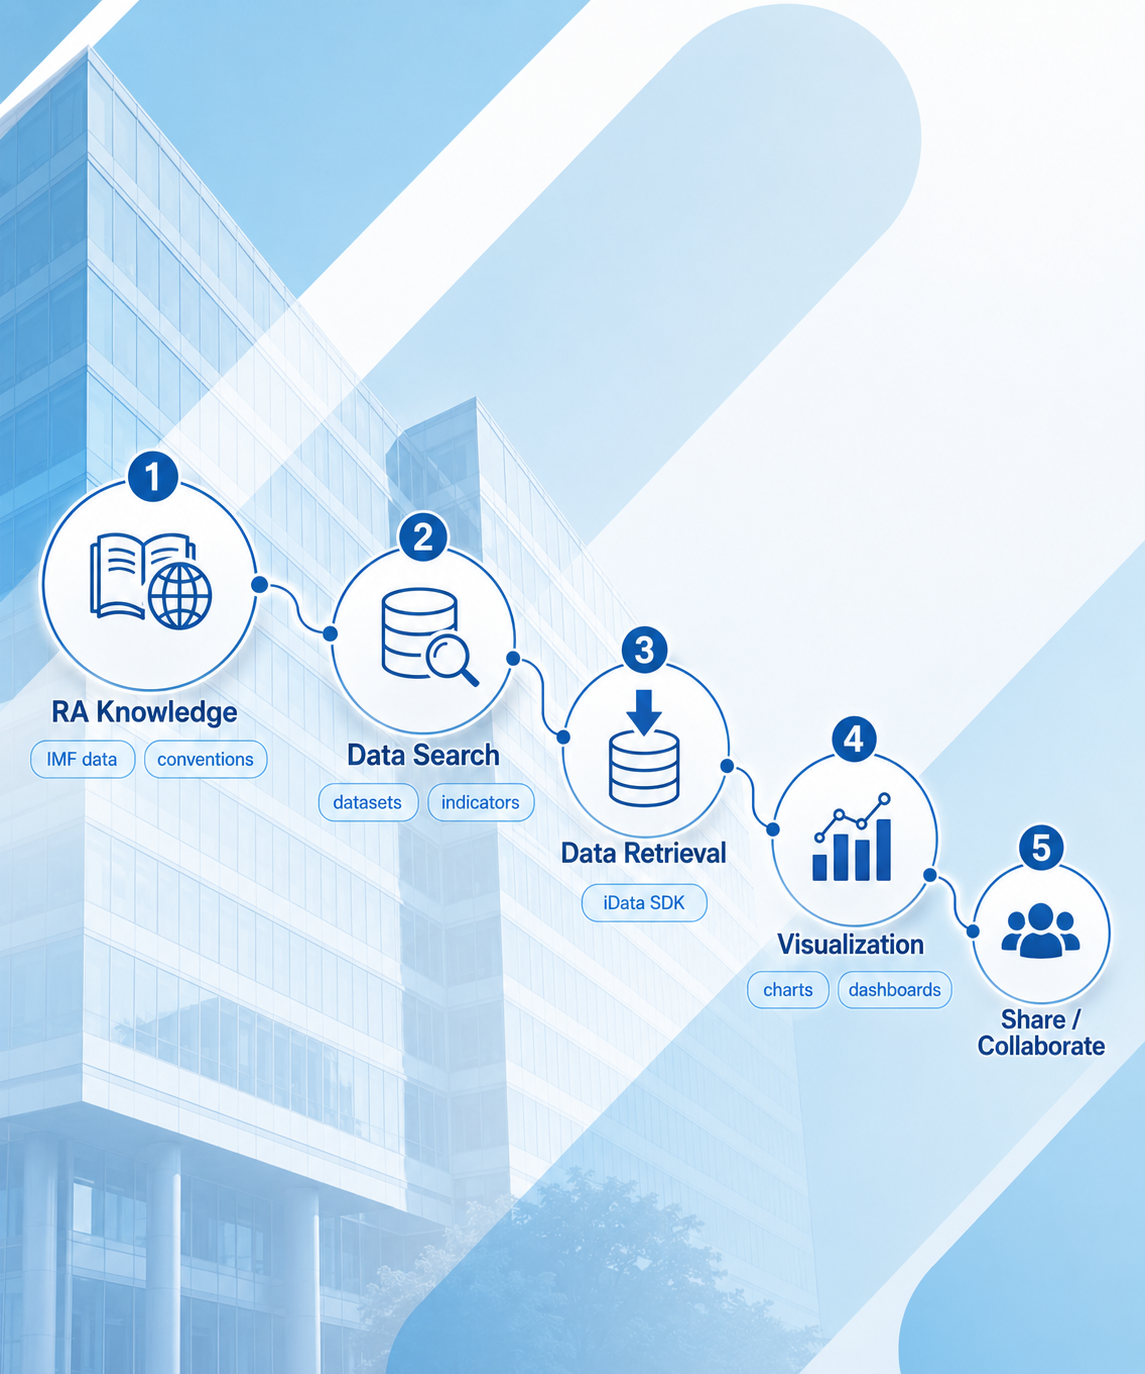 1
RA Knowledge
IMF data
conventions
2
Data Search
datasets
indicators
3
Data Retrieval
iData SDK
4
Visualization
charts
dashboards
5
Share /
Collaborate